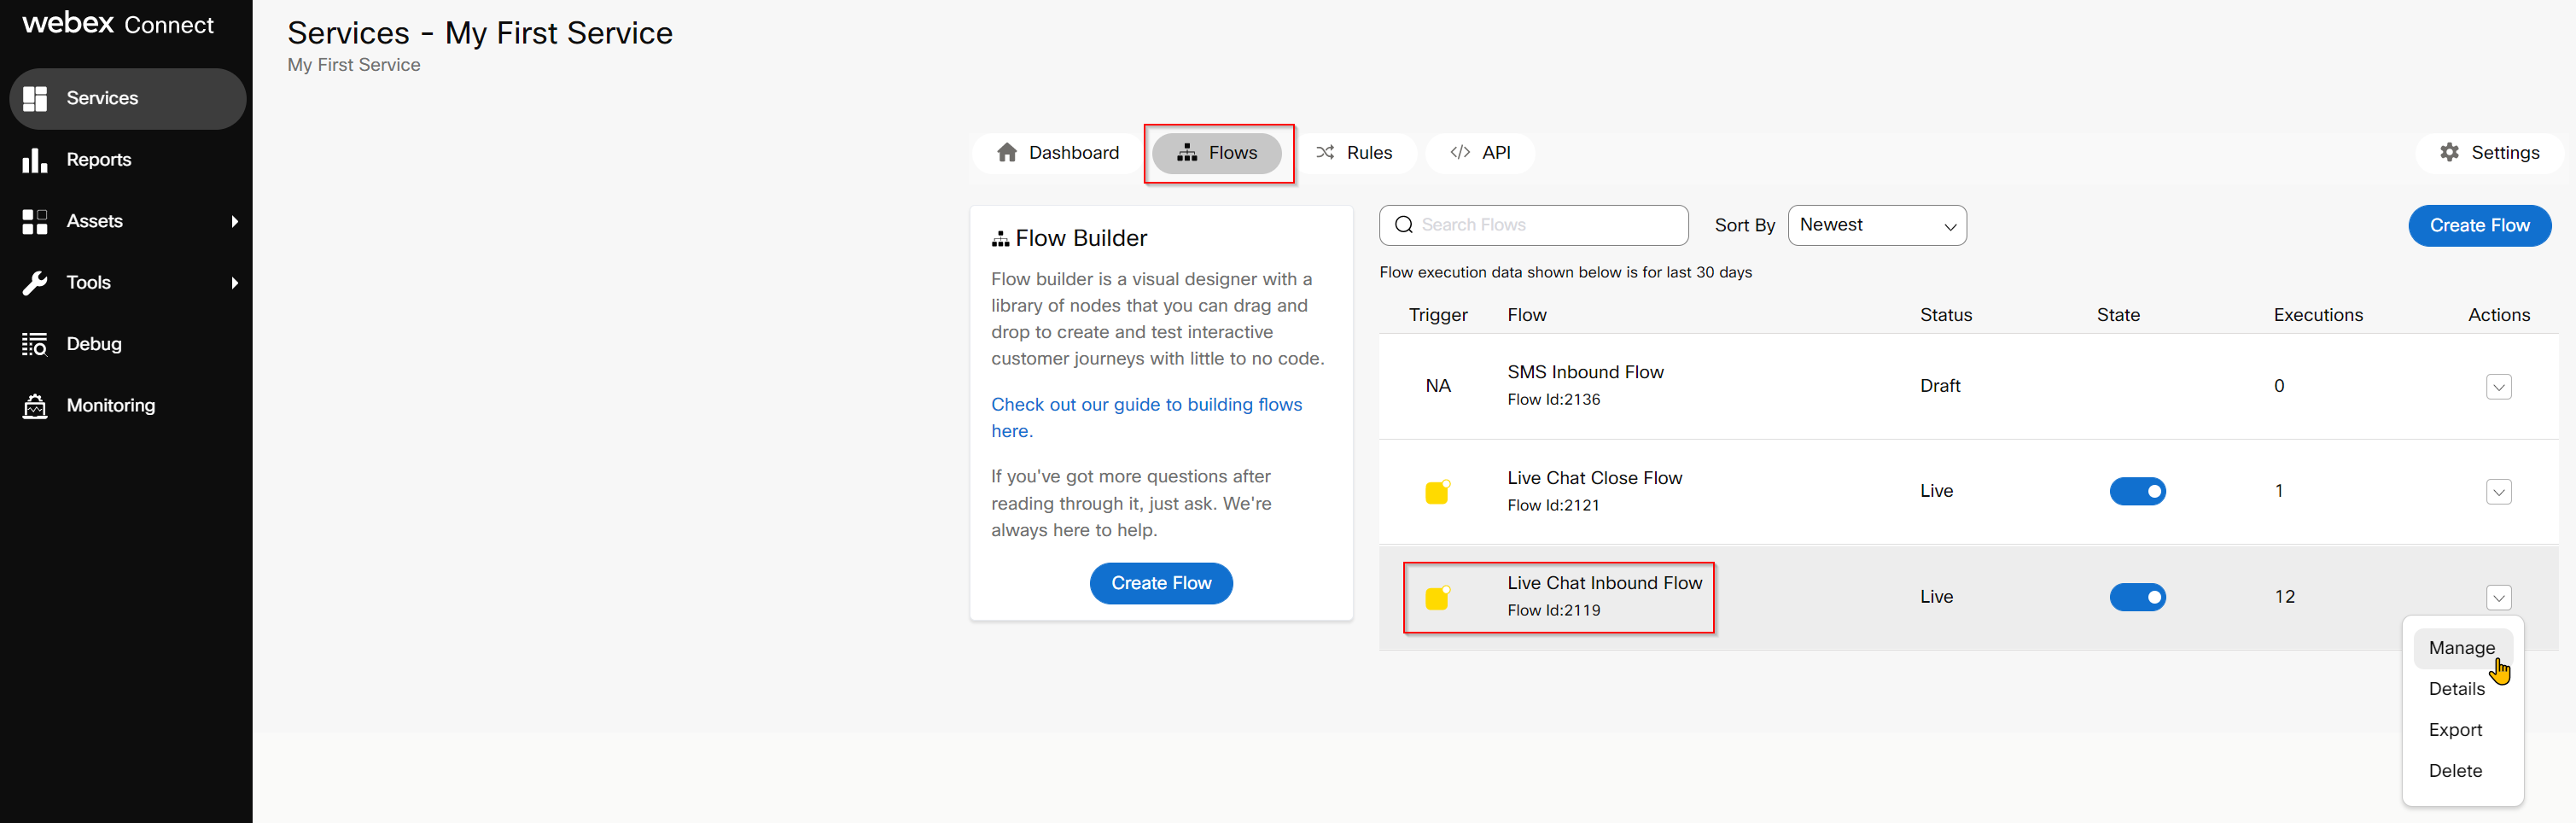 webex Connect
Services
Reports
Assets
Tools
Debug
Monitoring
Services - My First Service
My First Service
Dashboard
Flows
Rules
API
Settings
Flow Builder
Flow builder is a visual designer with a
library of nodes that you can drag and
drop to create and test interactive
customer journeys with little to no code.
Check out our guide to building flows
here.
If you've got more questions after
reading through it, just ask. We're
always here to help.
Create Flow
Search Flows
Sort By
Newest
Create Flow
Flow execution data shown below is for last 30 days
Trigger Flow Status State Executions Actions
NA SMS Inbound Flow Draft 0
Flow Id:2136
Live Chat Close Flow Live 1
Flow Id:2121
Live Chat Inbound Flow Live 12
Flow Id:2119
Manage
Details
Export
Delete